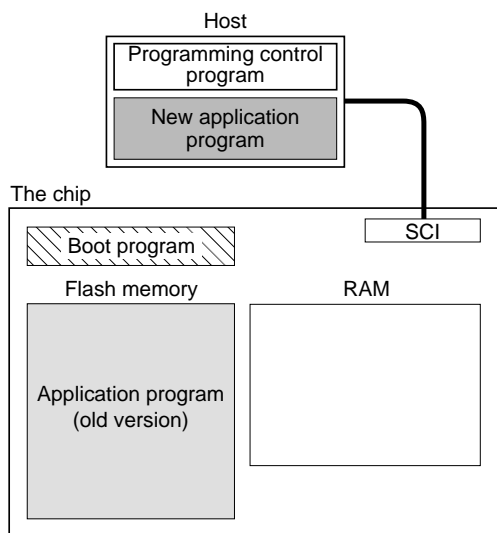 Host
Programming control
program
New application
program
The chip
SCI
Boot program
Flash memory
RAM
Application program
(old version)